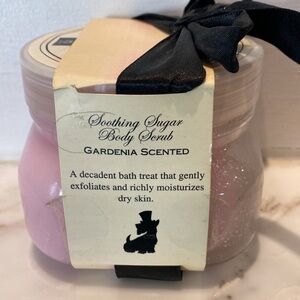 Soothing Sugar
Body Scrub
GARDENIA SCENTED
A decadent bath treat that gently
exfoliates and richly moisturizes
dry skin.